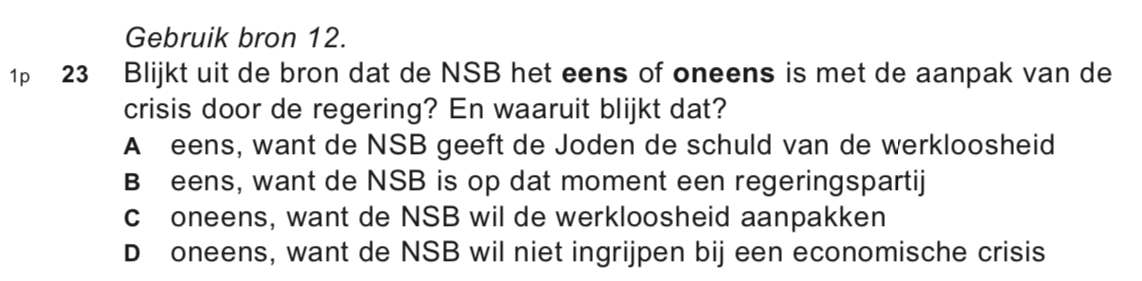 Gebruik bron 12.
1p 23 Blijkt uit de bron dat de NSB het eens of oneens is met de aanpak van de
crisis door de regering? En waaruit blijkt dat?
A eens, want de NSB geeft de Joden de schuld van de werkloosheid
B eens, want de NSB is op dat moment een regeringspartij
C oneens, want de NSB wil de werkloosheid aanpakken
D oneens, want de NSB wil niet ingrijpen bij een economische crisis